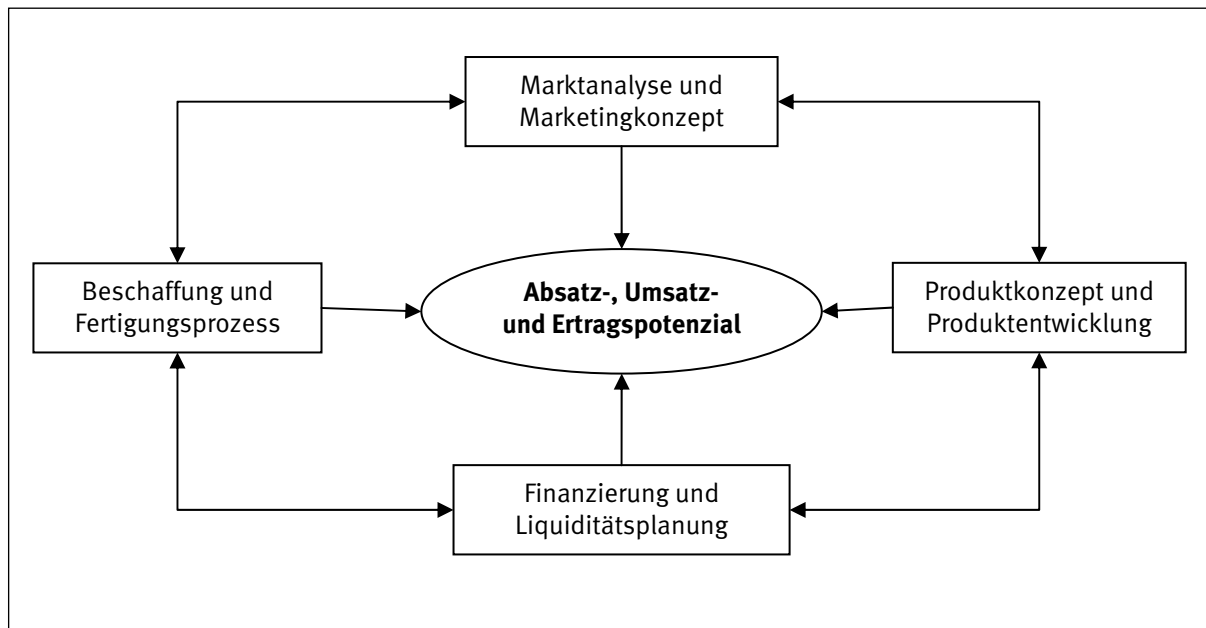 Marktanalyse und
Marketingkonzept
Beschaffung und
Fertigungsprozess
Absatz-, Umsatz-
und Ertragspotenzial
Produktkonzept und
Produktentwicklung
Finanzierung und
Liquiditätsplanung